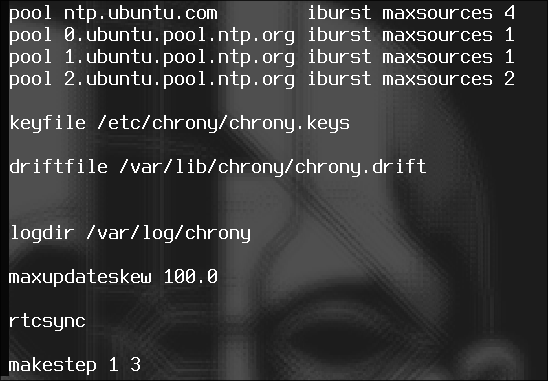 pool ntp.ubuntu.com        iburst maxsources 4
pool 0.ubuntu.pool.ntp.org iburst maxsources 1
pool 1.ubuntu.pool.ntp.org iburst maxsources 1
pool 2.ubuntu.pool.ntp.org iburst maxsources 2
keyfile /etc/chrony/chrony.keys
driftfile /var/lib/chrony/chrony.drift
logdir /var/log/chrony
maxupdateskew 100.0
rtcsync
makestep 1 3